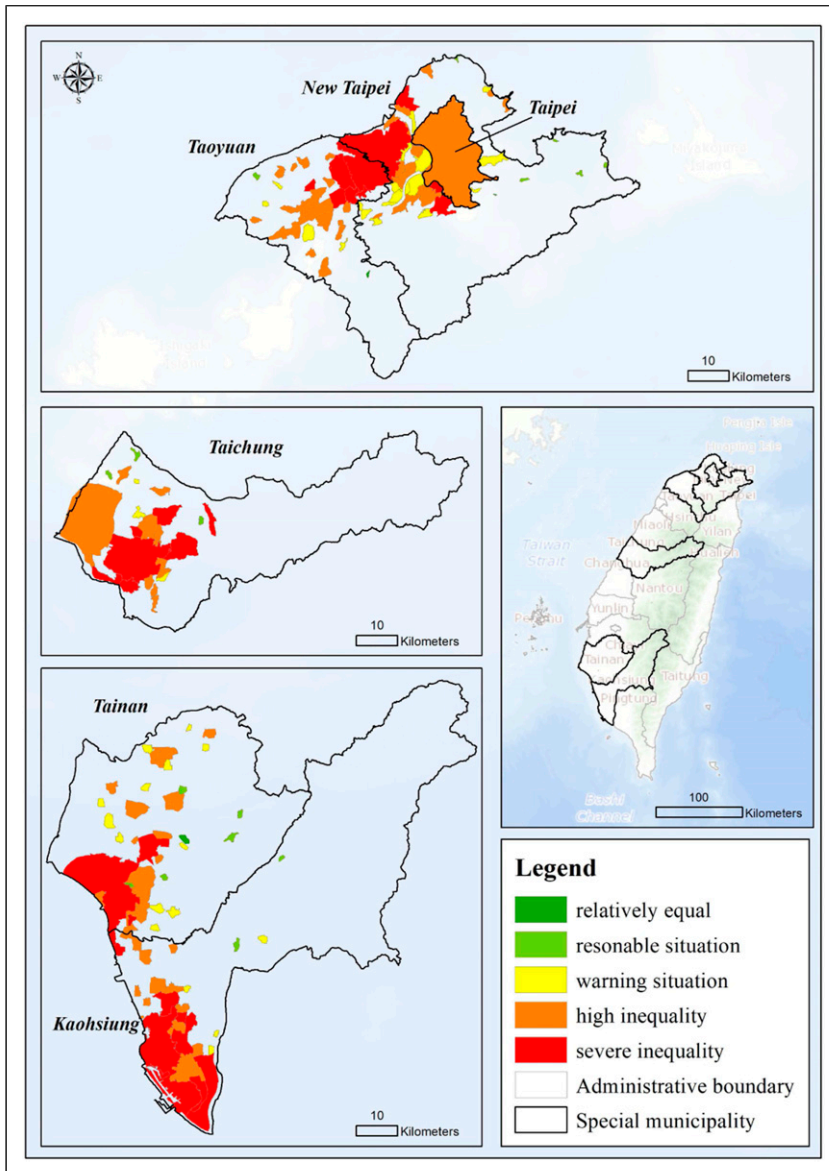 N
W E
S
New Taipei
Taipei
Taoyuan
10
Kilometers
Taichung
10
Kilometers
Tainan
Kaohsiung
10
Kilometers
Taiwan
Strait
Nantou
Yunlin
Tainan
Taitung
Pingtung
Channel
100
Kilometers
Legend
relatively equal
resonable situation
warning situation
high inequality
severe inequality
Administrative boundary
Special municipality